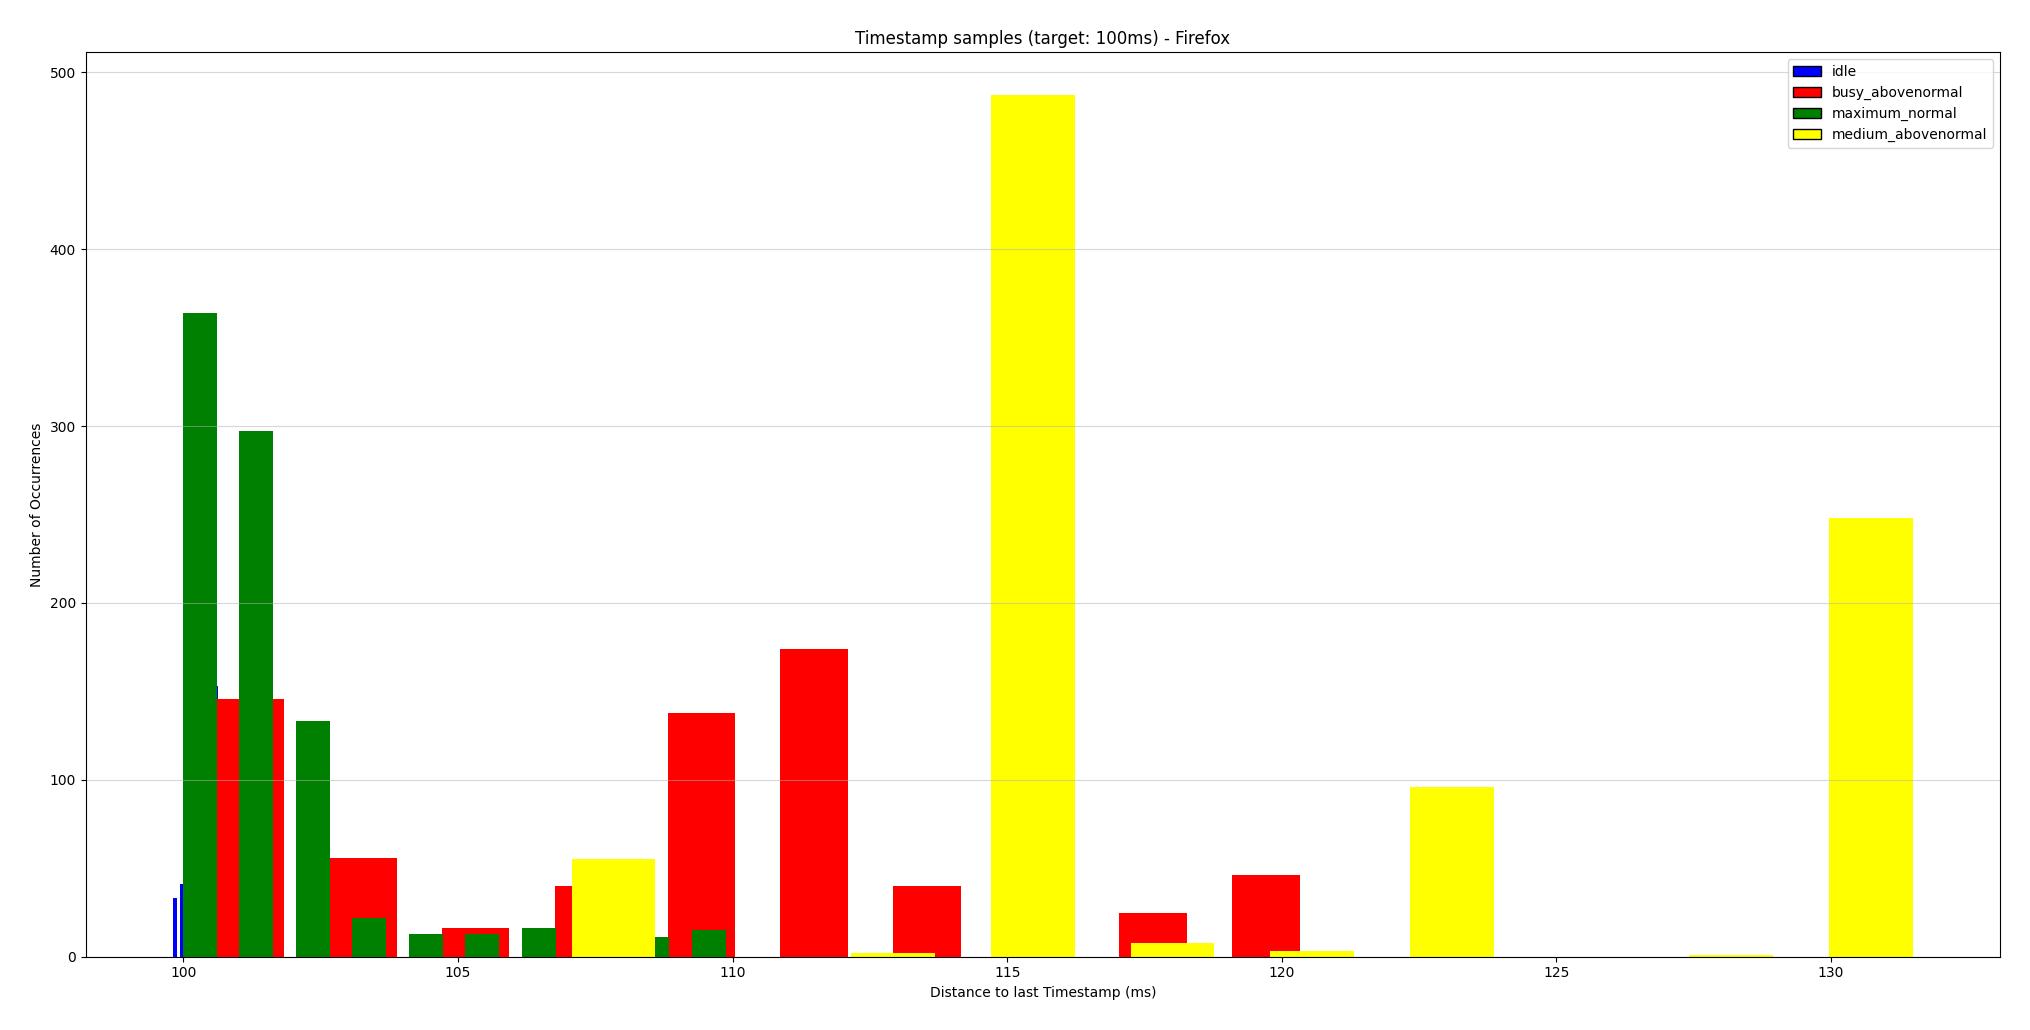 Timestamp samples (target: 100ms) - Firefox
idle
busy_abovenormal
maximum_normal
medium_abovenormal
Number of Occurrences
500
400
300
200
100
0
100 105 110 115 120 125 130
Distance to last Timestamp (ms)